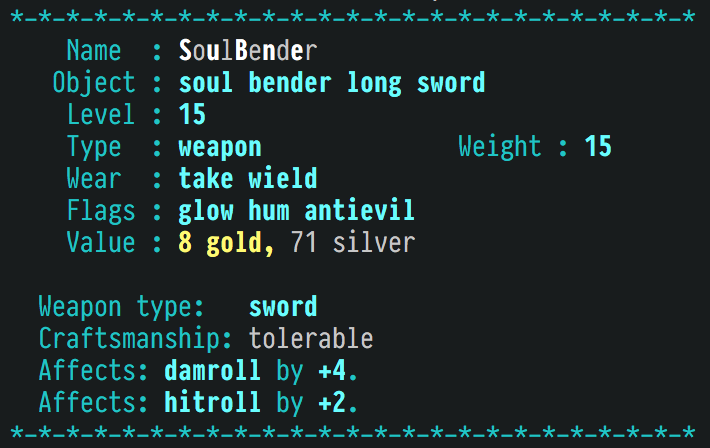 *-*-*-*-*-*-*-*-*-*-*-*-*-*-*-*-*-*-*-*-*-*-*-*-*
Name : SoulBender
Object : soul bender long sword
Level : 15
Type : weapon Weight : 15
Wear : take wield
Flags : glow hum antievil
Value : 8 gold, 71 silver
Weapon type: sword
Craftsmanship: tolerable
Affects: damroll by +4.
Affects: hitroll by +2.
*-*-*-*-*-*-*-*-*-*-*-*-*-*-*-*-*-*-*-*-*-*-*-*-*